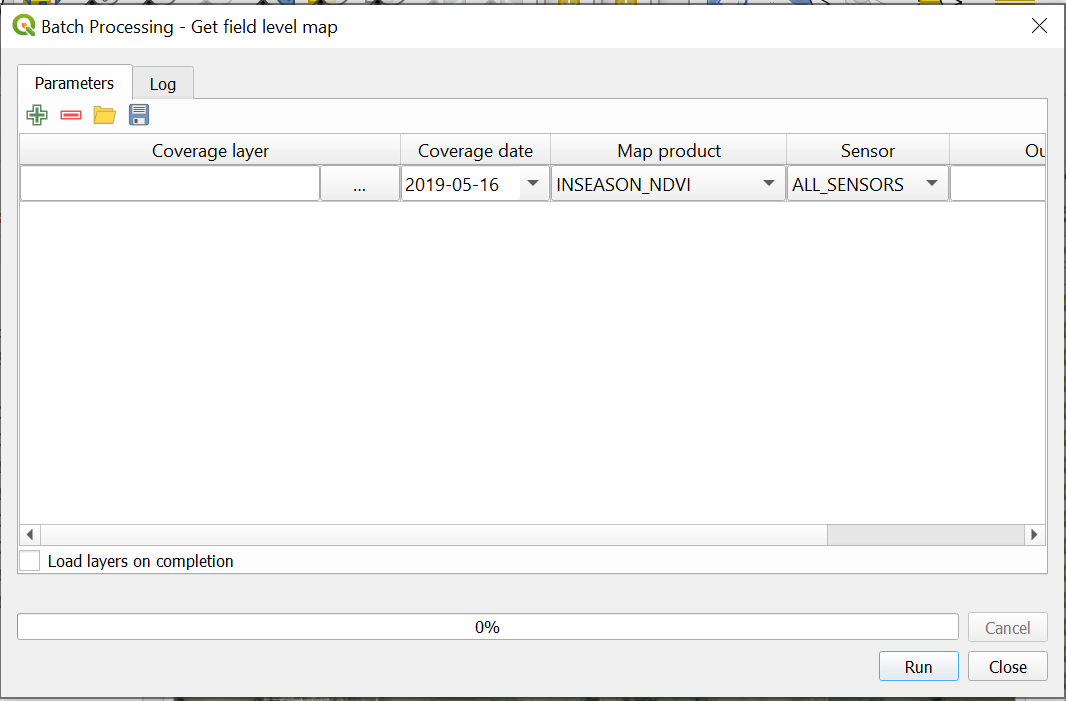 Batch Processing - Get field level map
Parameters
Log
Coverage layer Coverage date Map product Sensor Ou
... 2019-05-16 INSEASON_NDVI ALL_SENSORS
Load layers on completion
0%
Cancel
Run Close